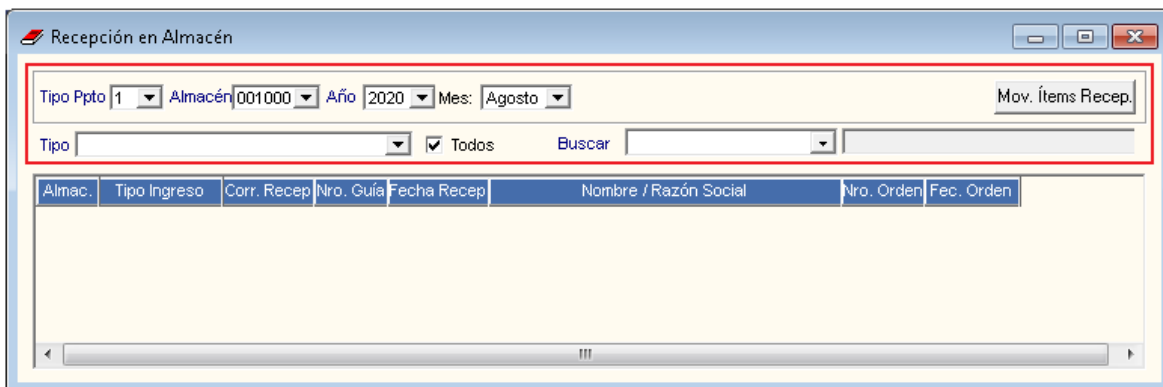 Recepción en Almacén
Tipo Ppto 1 Almacén 001000 Año 2020 Mes: Agosto Mov. Ítems Recep.
Tipo Todos Buscar
Almac. Tipo Ingreso Corr. Recep Nro. Guía Fecha Recep Nombre / Razón Social Nro. Orden Fec. Orden